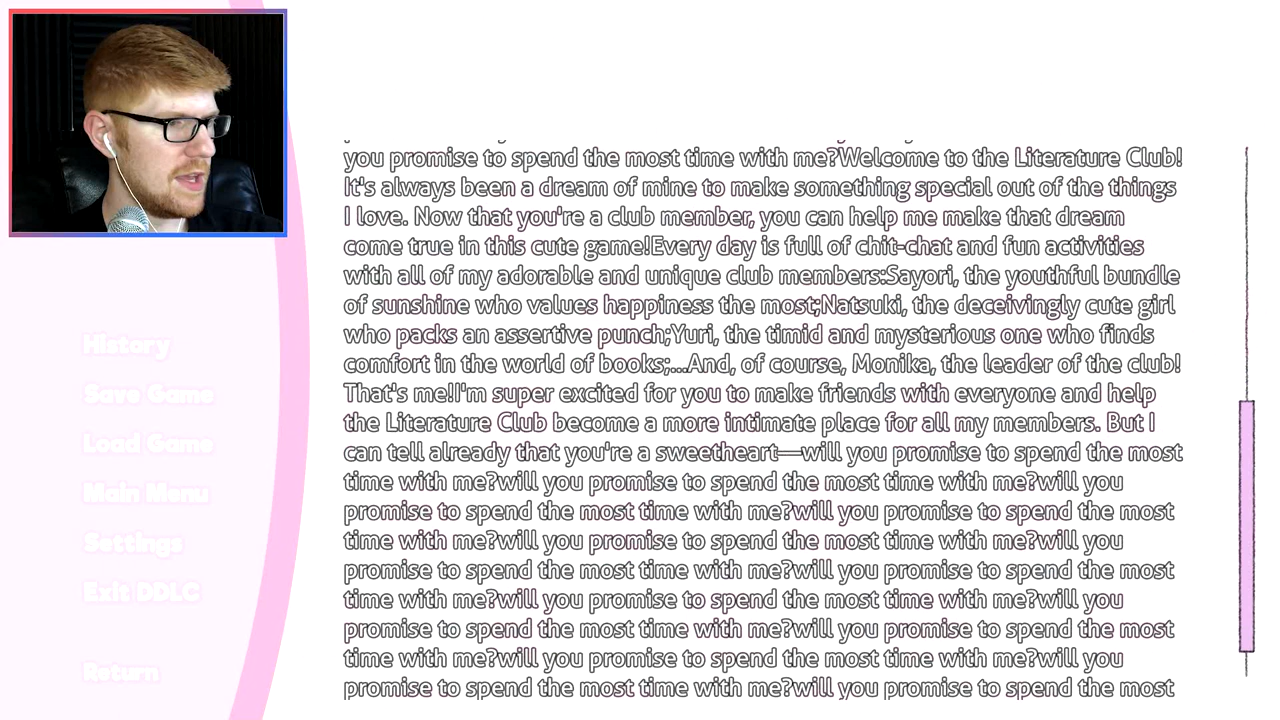 History
Save Game
Load Game
Main Menu
Settings
Exit DDLC
Return
you promise to spend the most time with me?Welcome to the Literature Club!
It's always been a dream of mine to make something special out of the things
I love. Now that you're a club member, you can help me make that dream
come true in this cute game!Every day is full of chit-chat and fun activities
with all of my adorable and unique club members:Sayori, the youthful bundle
of sunshine who values happiness the most;Natsuki, the deceivingly cute girl
who packs an assertive punch;Yuri, the timid and mysterious one who finds
comfort in the world of books;...And, of course, Monika, the leader of the club!
That's me!I'm super excited for you to make friends with everyone and help
the Literature Club become a more intimate place for all my members. But I
can tell already that you're a sweetheart—will you promise to spend the most
time with me?will you promise to spend the most time with me?will you
promise to spend the most time with me?will you promise to spend the most
time with me?will you promise to spend the most time with me?will you
promise to spend the most time with me?will you promise to spend the most
time with me?will you promise to spend the most time with me?will you
promise to spend the most time with me?will you promise to spend the most
time with me?will you promise to spend the most time with me?will you
promise to spend the most time with me?will you promise to spend the most